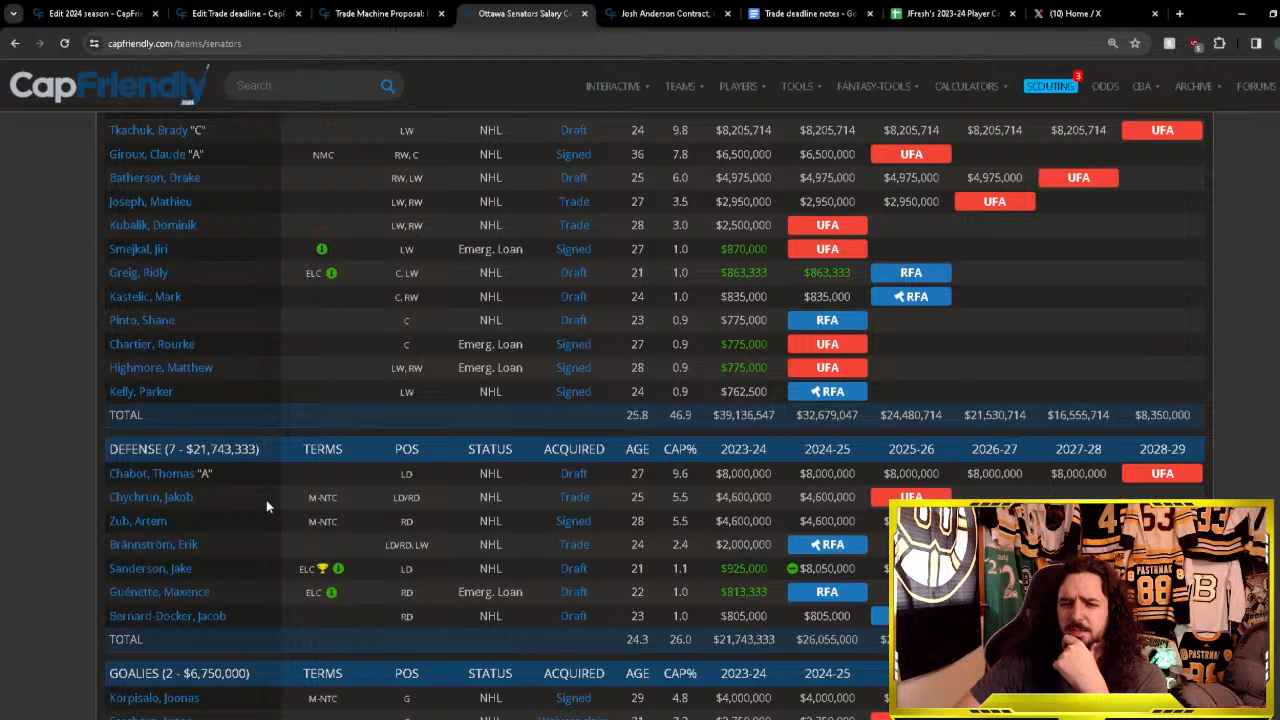 Edit 2024 season - CapFrie
Edit Trade deadline - CapF
Trade Machine Proposal:
Ottawa Senators Salary C
Josh Anderson Contract,
Trade deadline notes - Go
JFresh's 2023-24 Player C
(10) Home / X
capfriendly.com/teams/senators
CapFriendly Search... INTERACTIVE TEAMS PLAYERS TOOLS FANTASY-TOOLS CALCULATORS SCOUTING 3 ODDS CBA ARCHIVE FORUMS
Tkachuk, Brady "C" LW NHL Draft 24 9.8 $8,205,714 $8,205,714 $8,205,714 $8,205,714 $8,205,714 UFA
Giroux, Claude "A" NMC RW, C NHL Signed 36 7.8 $6,500,000 $6,500,000 UFA
Batherson, Drake RW, LW NHL Draft 25 6.0 $4,975,000 $4,975,000 $4,975,000 $4,975,000 UFA
Joseph, Mathieu LW, RW NHL Trade 27 3.5 $2,950,000 $2,950,000 $2,950,000 UFA
Kubalik, Dominik LW, RW NHL Trade 28 3.0 $2,500,000 UFA
Smejkal, Jiri LW Emerg. Loan Signed 27 1.0 $870,000 UFA
Greig, Ridly ELC C, LW NHL Draft 21 1.0 $863,333 $863,333 RFA
Kastelic, Mark C, RW NHL Draft 24 1.0 $835,000 $835,000 RFA
Pinto, Shane C NHL Draft 23 0.9 $775,000 RFA
Chartier, Rourke C Emerg. Loan Signed 27 0.9 $775,000 UFA
Highmore, Matthew LW, RW Emerg. Loan Signed 28 0.9 $775,000 UFA
Kelly, Parker LW NHL Signed 24 0.9 $762,500 RFA
TOTAL 25.8 46.9 $39,136,547 $32,679,047 $24,480,714 $21,530,714 $16,555,714 $8,350,000
DEFENSE (7 - $21,743,333) TERMS POS STATUS ACQUIRED AGE CAP% 2023-24 2024-25 2025-26 2026-27 2027-28 2028-29
Chabot, Thomas "A" LD NHL Draft 27 9.6 $8,000,000 $8,000,000 $8,000,000 $8,000,000 $8,000,000 UFA
Chychrun, Jakob M-NTC LD/RD NHL Trade 25 5.5 $4,600,000 $4,600,000 UFA
Zub, Artem M-NTC RD NHL Signed 28 5.5 $4,600,000 $4,600,000
Brännström, Erik LD/RD, LW NHL Trade 24 2.4 $2,000,000 RFA
Sanderson, Jake ELC LD NHL Draft 21 1.1 $925,000 $8,050,000
Guénette, Maxence ELC RD Emerg. Loan Draft 22 1.0 $813,333 RFA
Bernard-Docker, Jacob RD NHL Draft 23 1.0 $805,000 $805,000
TOTAL 24.3 26.0 $21,743,333 $26,055,000
GOALIES (2 - $6,750,000) TERMS POS STATUS ACQUIRED AGE CAP% 2023-24 2024-25
Korpisalo, Joonas M-NTC G NHL Signed 29 4.8 $4,000,000 $4,000,000
PASTRNAK
88
53
33
B
PASTRNAK